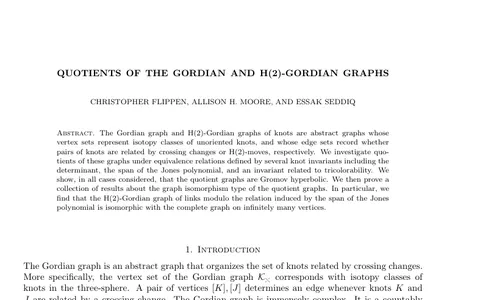 QUOTIENTS OF THE GORDIAN AND H(2)-GORDIAN GRAPHS
CHRISTOPHER FLIPPEN, ALLISON H. MOORE, AND ESSAK SEDDIQ
Abstract. The Gordian graph and H(2)-Gordian graphs of knots are abstract graphs whose
vertex sets represent isotopy classes of unoriented knots, and whose edge sets record whether
pairs of knots are related by crossing changes or H(2)-moves, respectively. We investigate quo-
tients of these graphs under equivalence relations defined by several knot invariants including the
determinant, the span of the Jones polynomial, and an invariant related to tricolorability. We
show, in all cases considered, that the quotient graphs are Gromov hyperbolic. We then prove a
collection of results about the graph isomorphism type of the quotient graphs. In particular, we
find that the H(2)-Gordian graph of links modulo the relation induced by the span of the Jones
polynomial is isomorphic with the complete graph on infinitely many vertices.
1. Introduction
The Gordian graph is an abstract graph that organizes the set of knots related by crossing changes.
More specifically, the vertex set of the Gordian graph corresponds with isotopy classes of
knots in the three-sphere. A pair of vertices [K], [J] determines an edge whenever knots K and
J are related by a crossing change. The Gordian graph is immensely complex. It is a countably